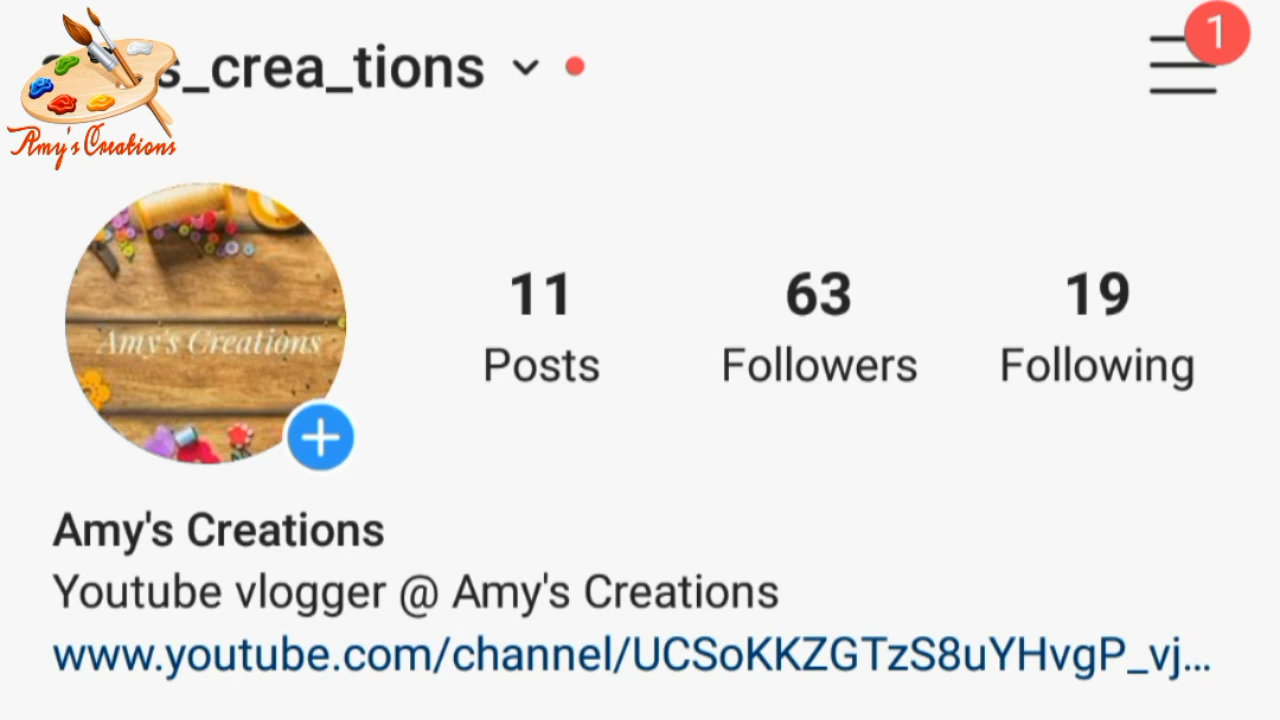 s_crea_tions
1
Amy's Creations
Amy's Creations
11
63
19
Posts
Followers
Following
Amy's Creations
Youtube vlogger @ Amy's Creations
www.youtube.com/channel/UCSoKKZGTzS8uYHvgP_vj...